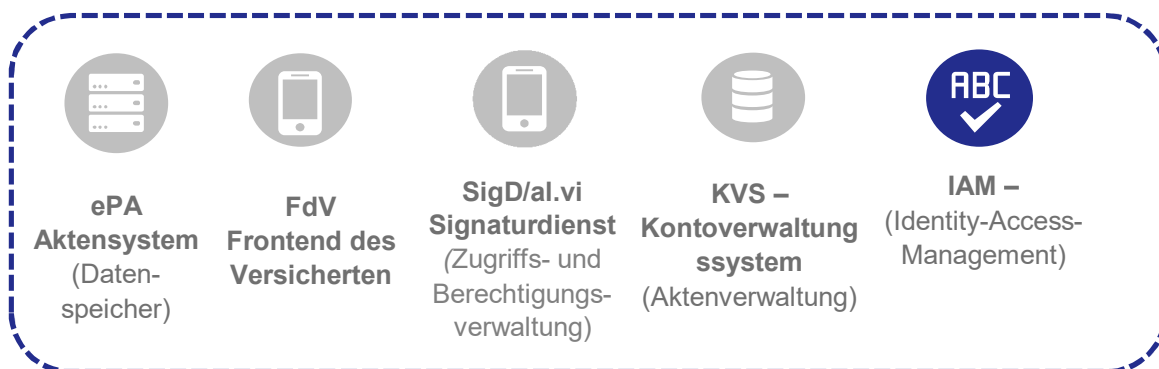 ABC
ePA
Aktensystem
(Daten-
speicher)
FdV
Frontend des
Versicherten
SigD/al.vi
Signaturdienst
(Zugriffs- und
Berechtigungs-
verwaltung)
KVS –
Kontoverwaltung
ssystem
(Aktenverwaltung)
IAM –
(Identity-Access-
Management)